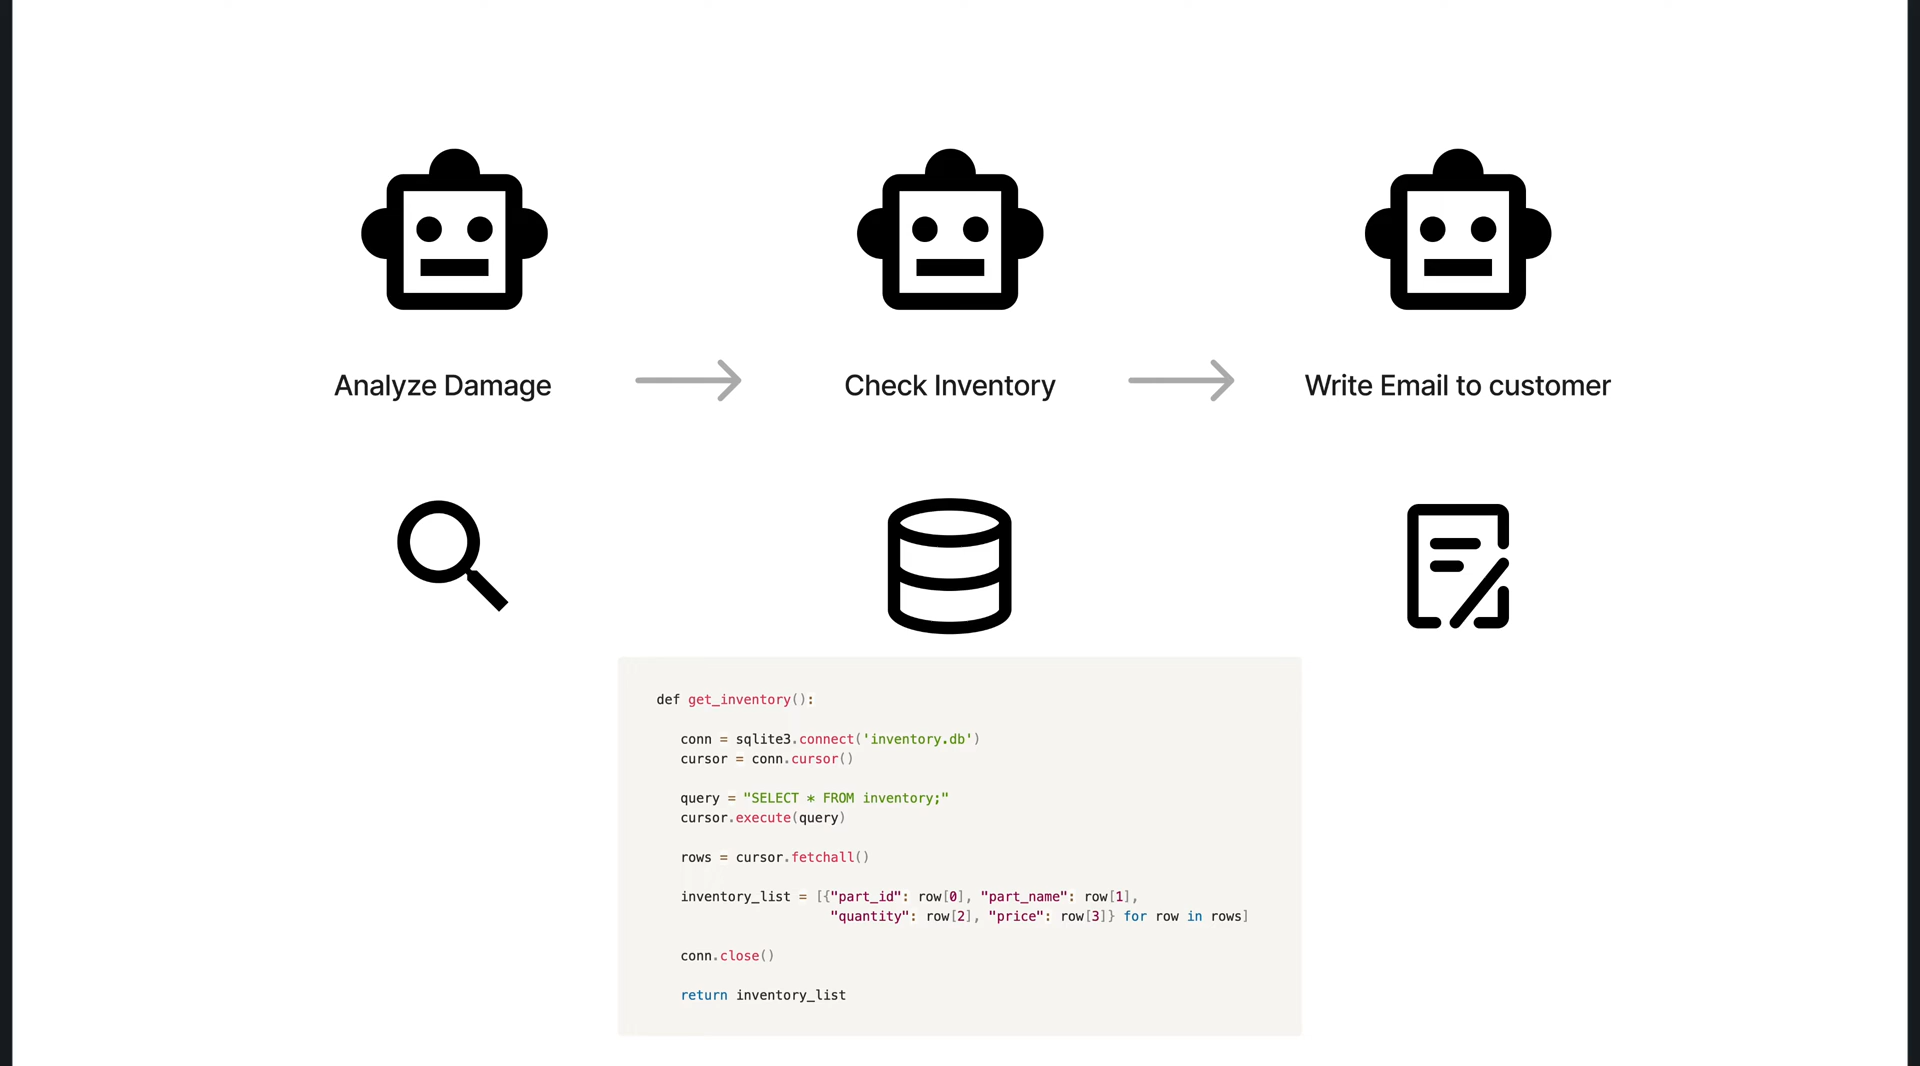 Analyze Damage
Check Inventory
Write Email to customer
def get_inventory():
conn = sqlite3.connect('inventory.db')
cursor = conn.cursor()
query = "SELECT * FROM inventory;"
cursor.execute(query)
rows = cursor.fetchall()
inventory_list = [{"part_id": row[0], "part_name": row[1],
"quantity": row[2], "price": row[3]} for row in rows]
conn.close()
return inventory_list